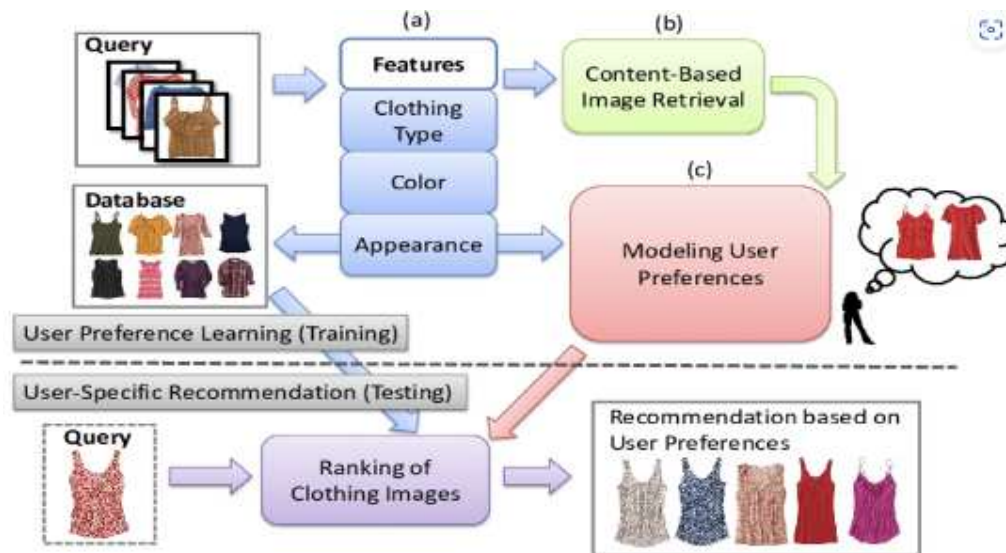 (a)
(b)
Query
Features
Content-Based
Image Retrieval
Clothing
Type
(c)
Database
Color
Appearance
Modeling User
Preferences
User Preference Learning (Training)
User-Specific Recommendation (Testing)
Query
Ranking of
Clothing Images
Recommendation based on
User Preferences